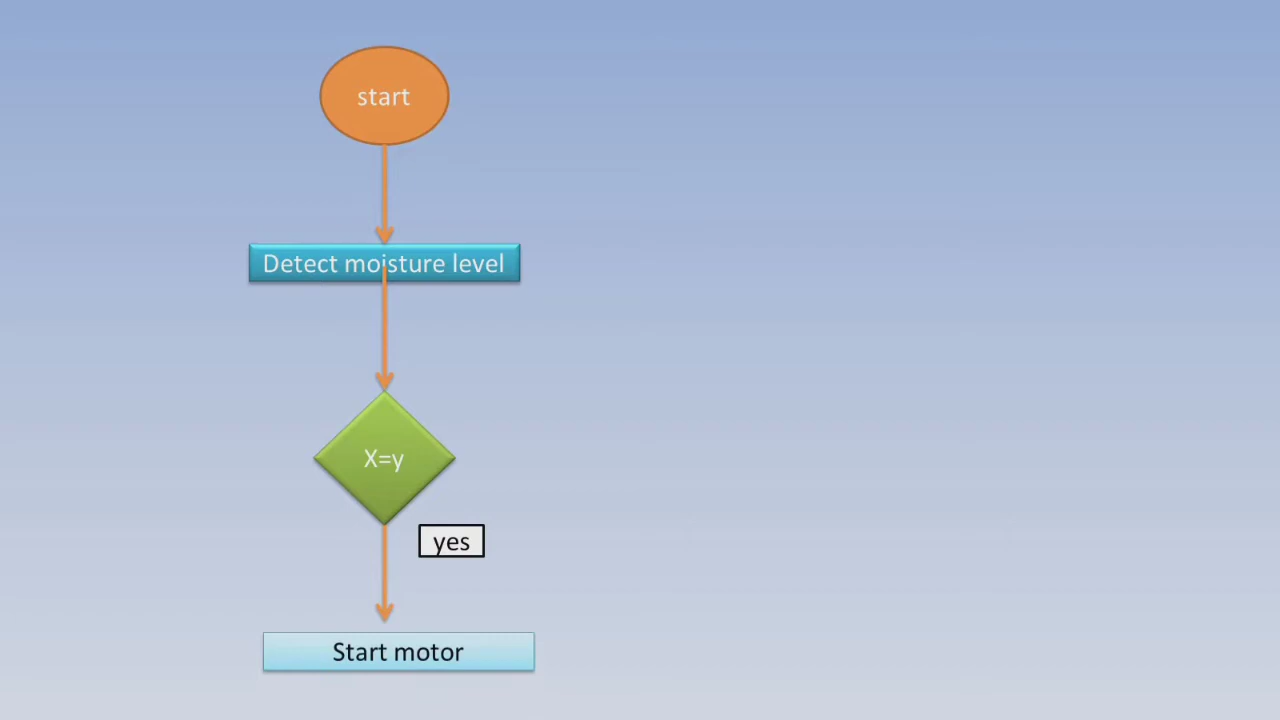 start
Detect moisture level
X=y
yes
Start motor